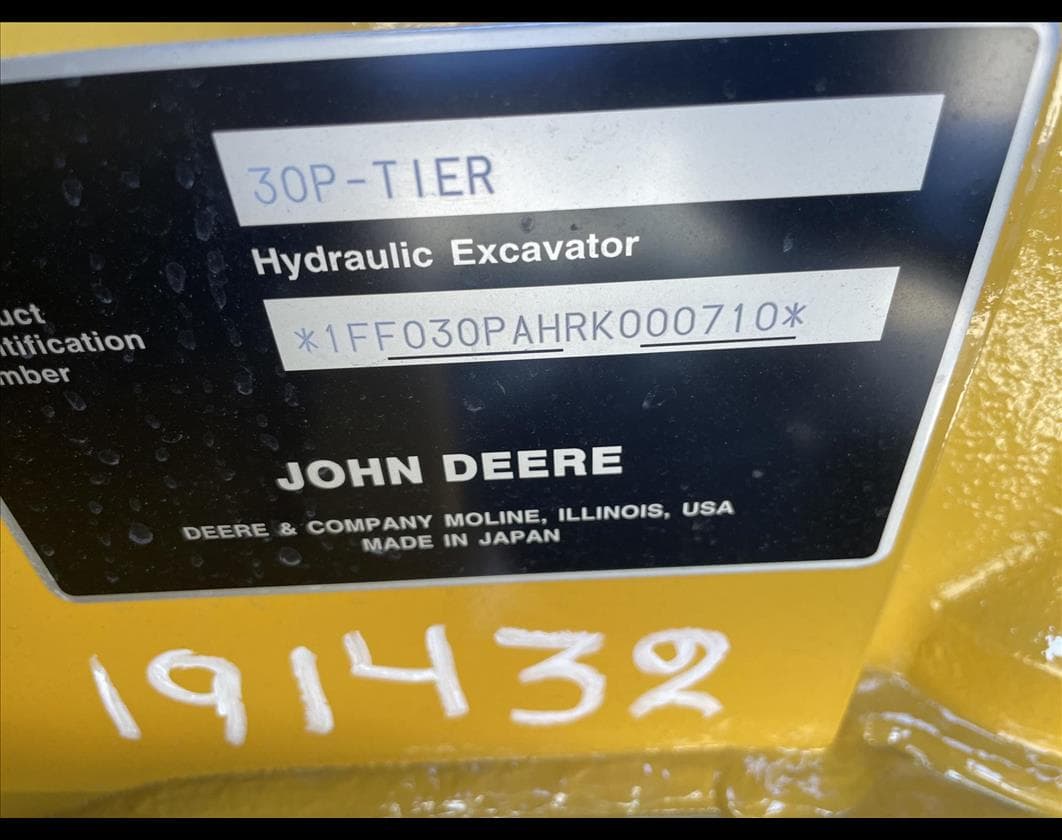 30P-TIER
Hydraulic Excavator
uct
tification
mber
*1FF030PAHRK000710*
JOHN DEERE
DEERE & COMPANY MOLINE, ILLINOIS, USA
MADE IN JAPAN
191432